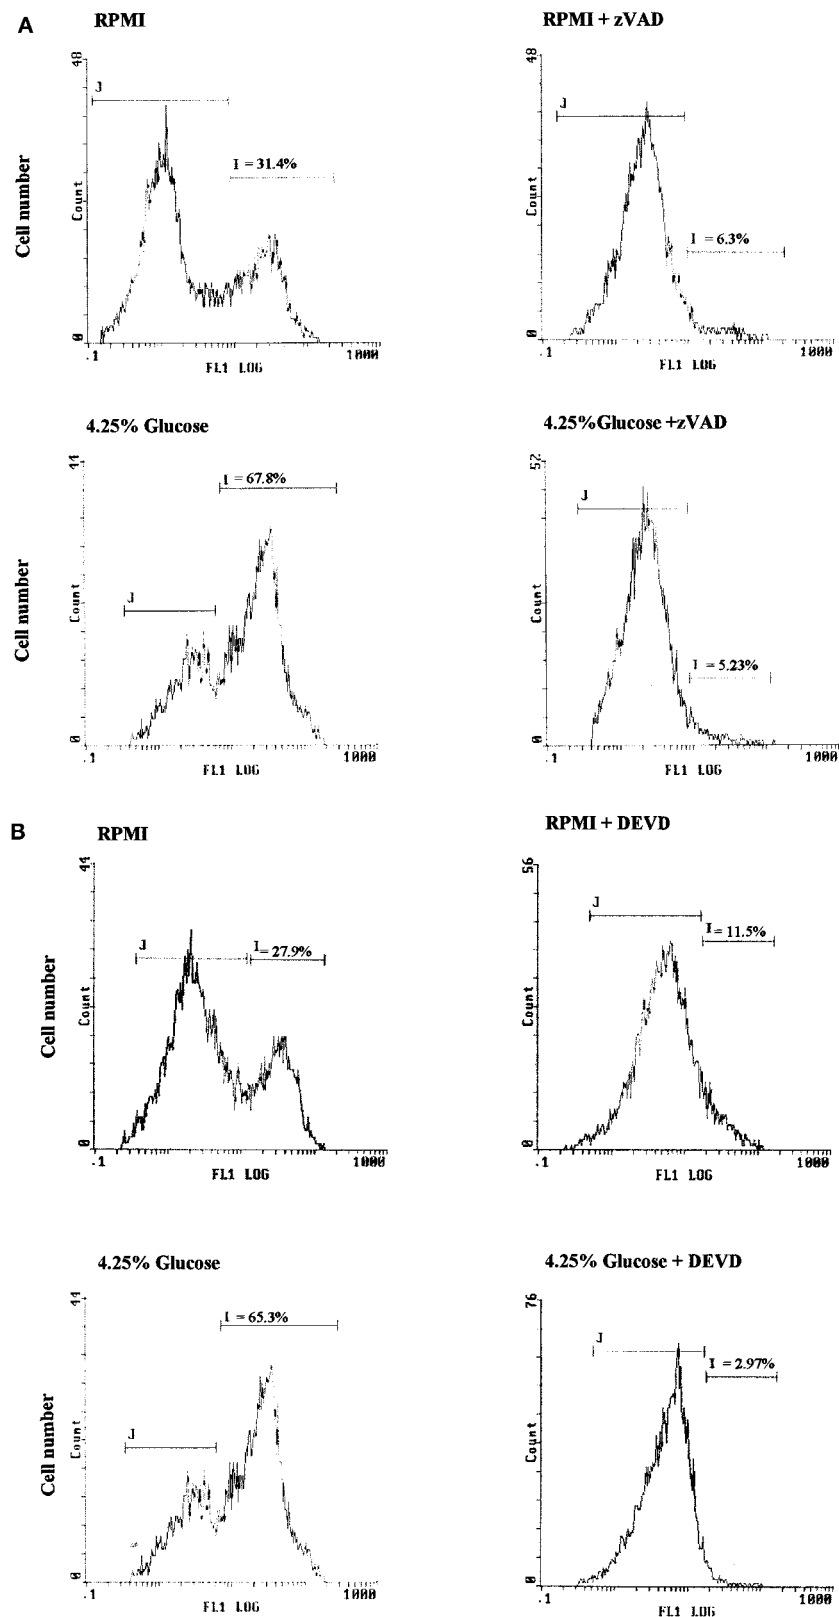 A
RPMI
48
J
I = 31.4%
Cell number
Count
0
.1
1000
FL1 LOG
RPMI + zVAD
48
J
I = 6.3%
Count
0
.1
1000
FL1 LOG
4.25% Glucose
44
I = 67.8%
J
Cell number
Count
0
.1
1000
FL1 LOG
4.25%Glucose +zVAD
52
J
I = 5.23%
Count
0
.1
1000
FL1 LOG
B
RPMI
44
J
I = 27.9%
Cell number
Count
0
.1
1000
FL1 LOG
RPMI + DEVD
56
J
I = 11.5%
Count
0
.1
1000
FL1 LOG
4.25% Glucose
44
I = 65.3%
J
Cell number
Count
0
.1
1000
FL1 LOG
4.25% Glucose + DEVD
76
J
I = 2.97%
Count
0
.1
1000
FL1 LOG